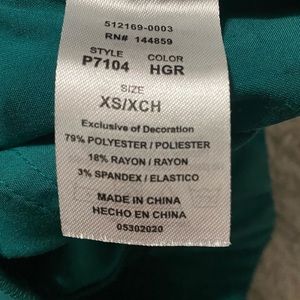 512169-0003
RN# 144859
STYLE COLOR
P7104 HGR
SIZE
XS/XCH
Exclusive of Decoration
79% POLYESTER / POLIESTER
18% RAYON / RAYON
3% SPANDEX / ELASTICO
MADE IN CHINA
HECHO EN CHINA
05302020